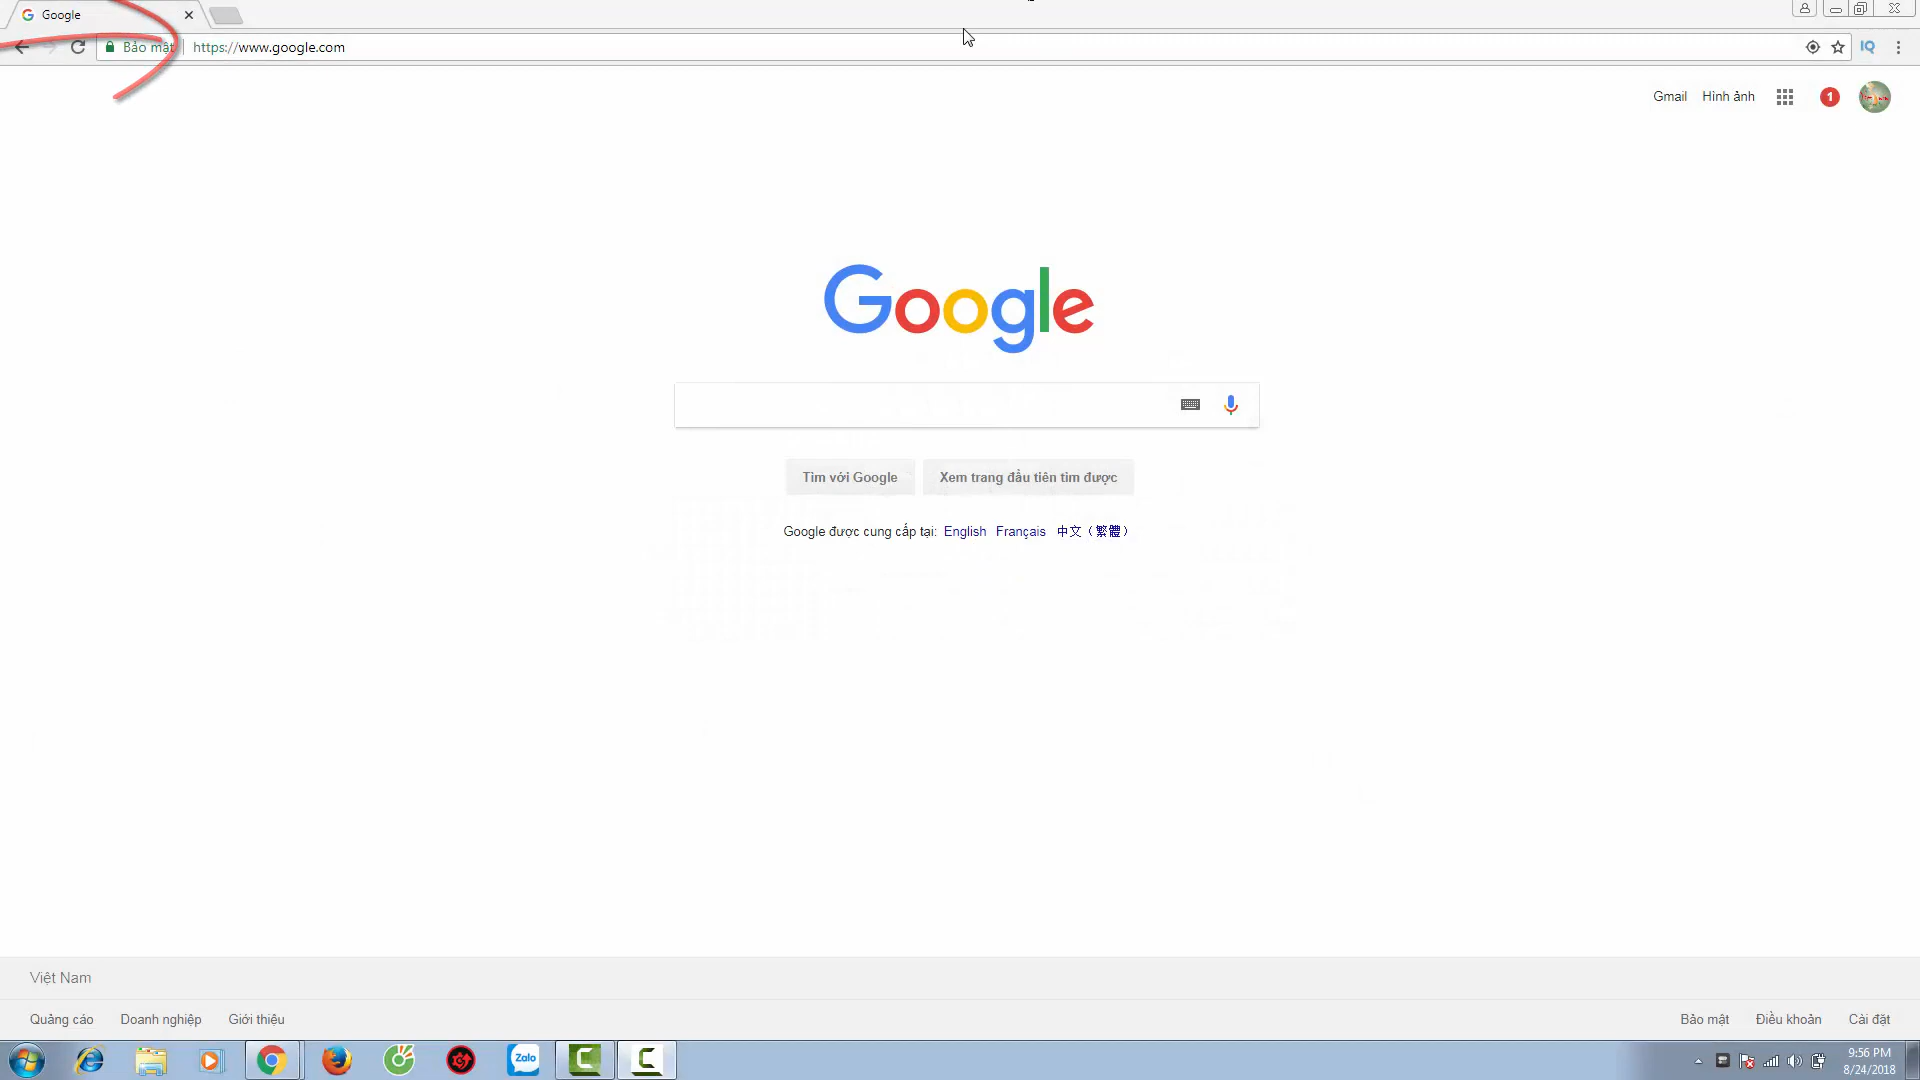 Google
Bảo mật https://www.google.com
IQ
Gmail Hình ảnh 1
Google
Tìm với Google Xem trang đầu tiên tìm được
Google được cung cấp tại: English Français 中文（繁體）
Việt Nam
Quảng cáo Doanh nghiệp Giới thiệu
Bảo mật Điều khoản Cài đặt
Zalo
9:56 PM
8/24/2018